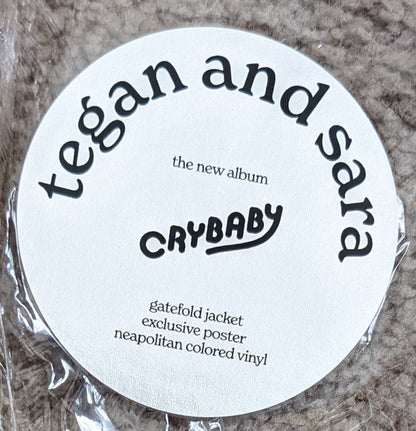 tegan and sara
the new album
CRYBABY
gatefold jacket
exclusive poster
neapolitan colored vinyl